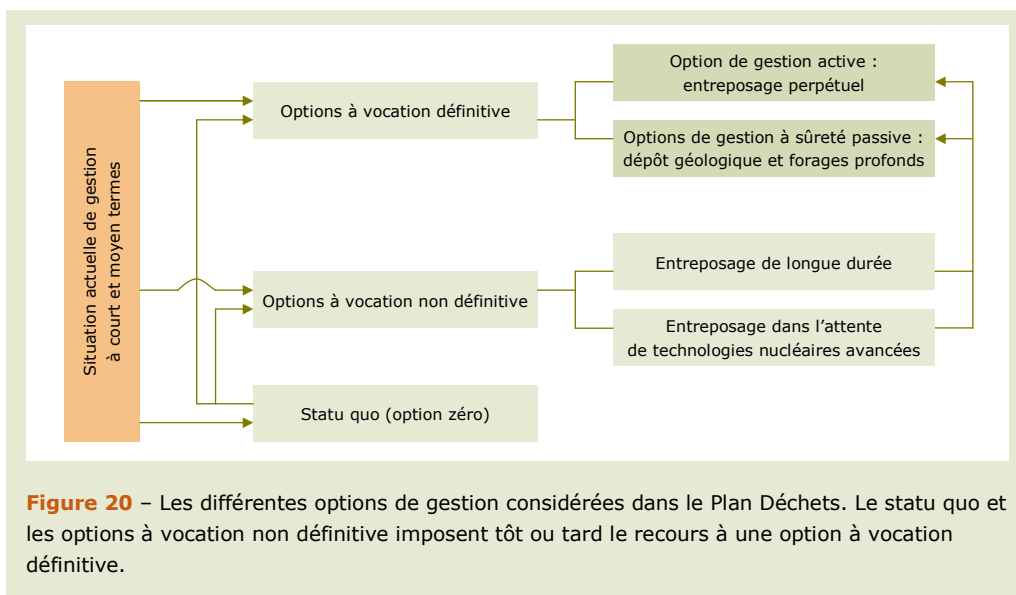 Situation actuelle de gestion
à court et moyen termes
Options à vocation définitive
Option de gestion active :
entreposage perpétuel
Options de gestion à sûreté passive :
dépôt géologique et forages profonds
Options à vocation non définitive
Entreposage de longue durée
Entreposage dans l’attente
de technologies nucléaires avancées
Statu quo (option zéro)
Figure 20 – Les différentes options de gestion considérées dans le Plan Déchets. Le statu quo et
les options à vocation non définitive imposent tôt ou tard le recours à une option à vocation
définitive.